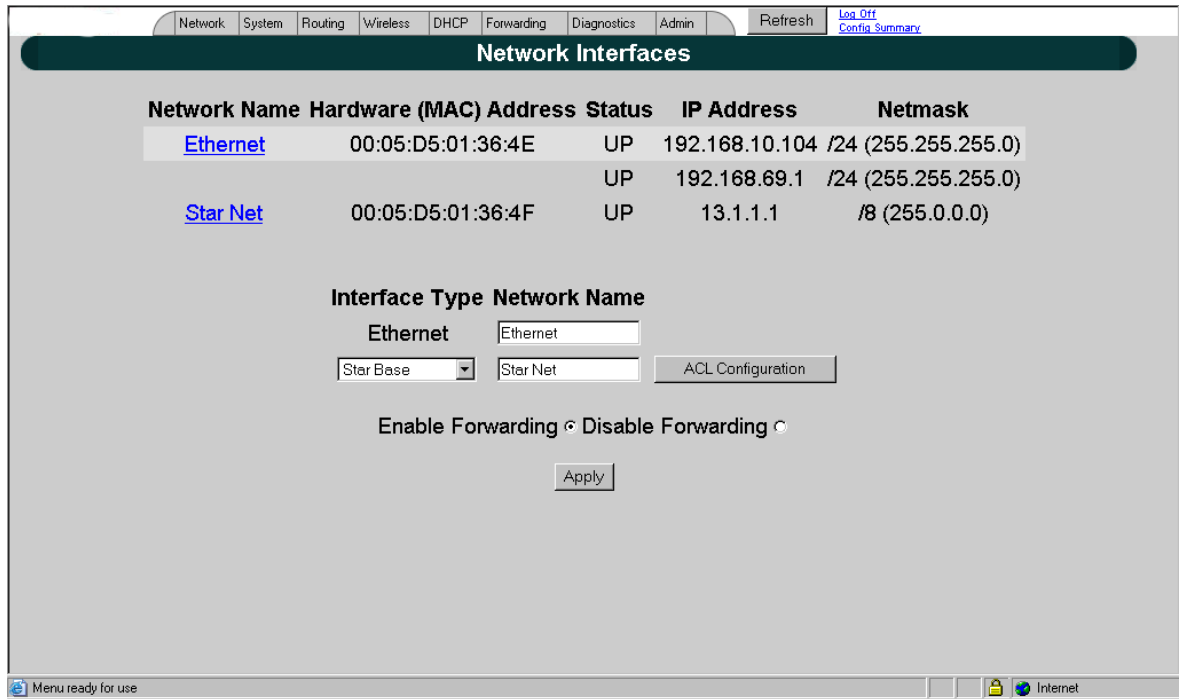 Network System Routing Wireless DHCP Forwarding Diagnostics Admin Refresh Log Off
Config Summary
Network Interfaces
Network Name Hardware (MAC) Address Status IP Address Netmask
Ethernet 00:05:D5:01:36:4E UP 192.168.10.104 /24 (255.255.255.0)
UP 192.168.69.1 /24 (255.255.255.0)
Star Net 00:05:D5:01:36:4F UP 13.1.1.1 /8 (255.0.0.0)
Interface Type Network Name
Ethernet Ethernet
Star Base Star Net ACL Configuration
Enable Forwarding Disable Forwarding
Apply
Menu ready for use Internet